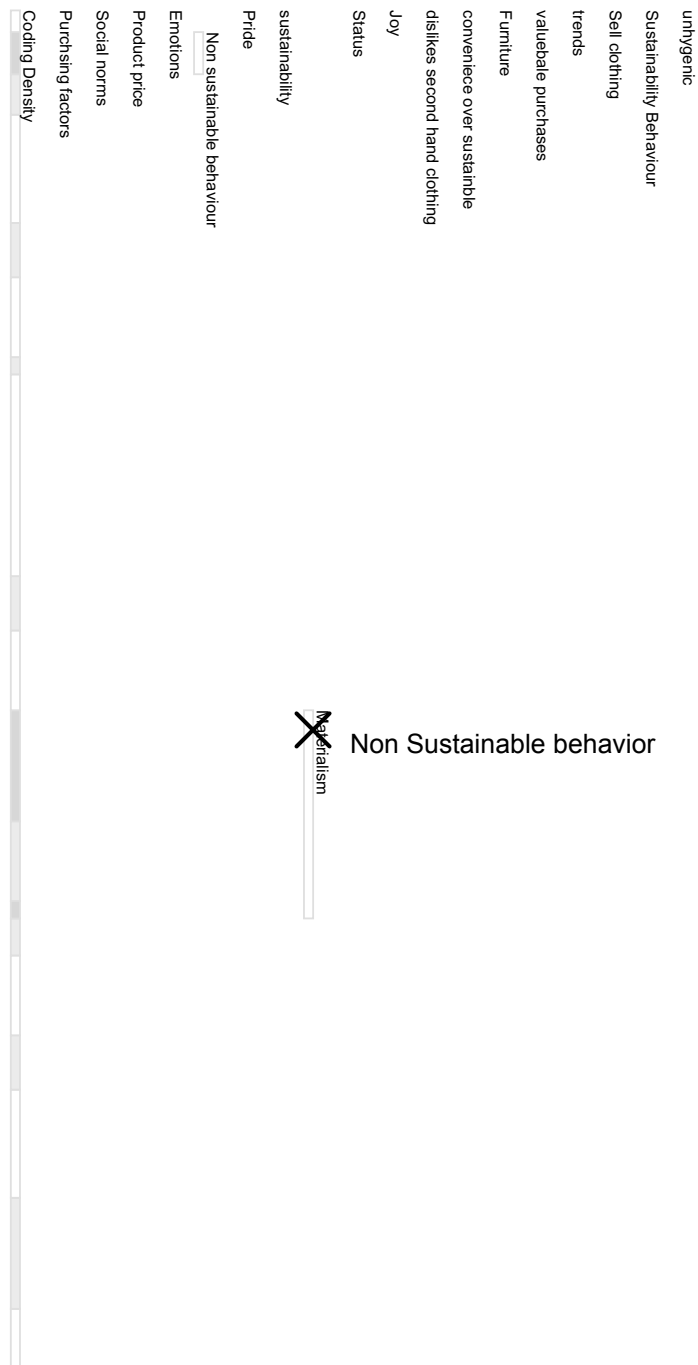 unhygenic
Sustainability Behaviour
Sell clothing
trends
valuebale purchases
Furniture
conveniece over sustainble
dislikes second hand clothing
Joy
Status
Materialism
Non Sustainable behavior
sustainability
Pride
Non sustainable behaviour
Emotions
Product price
Social norms
Purchsing factors
Coding Density